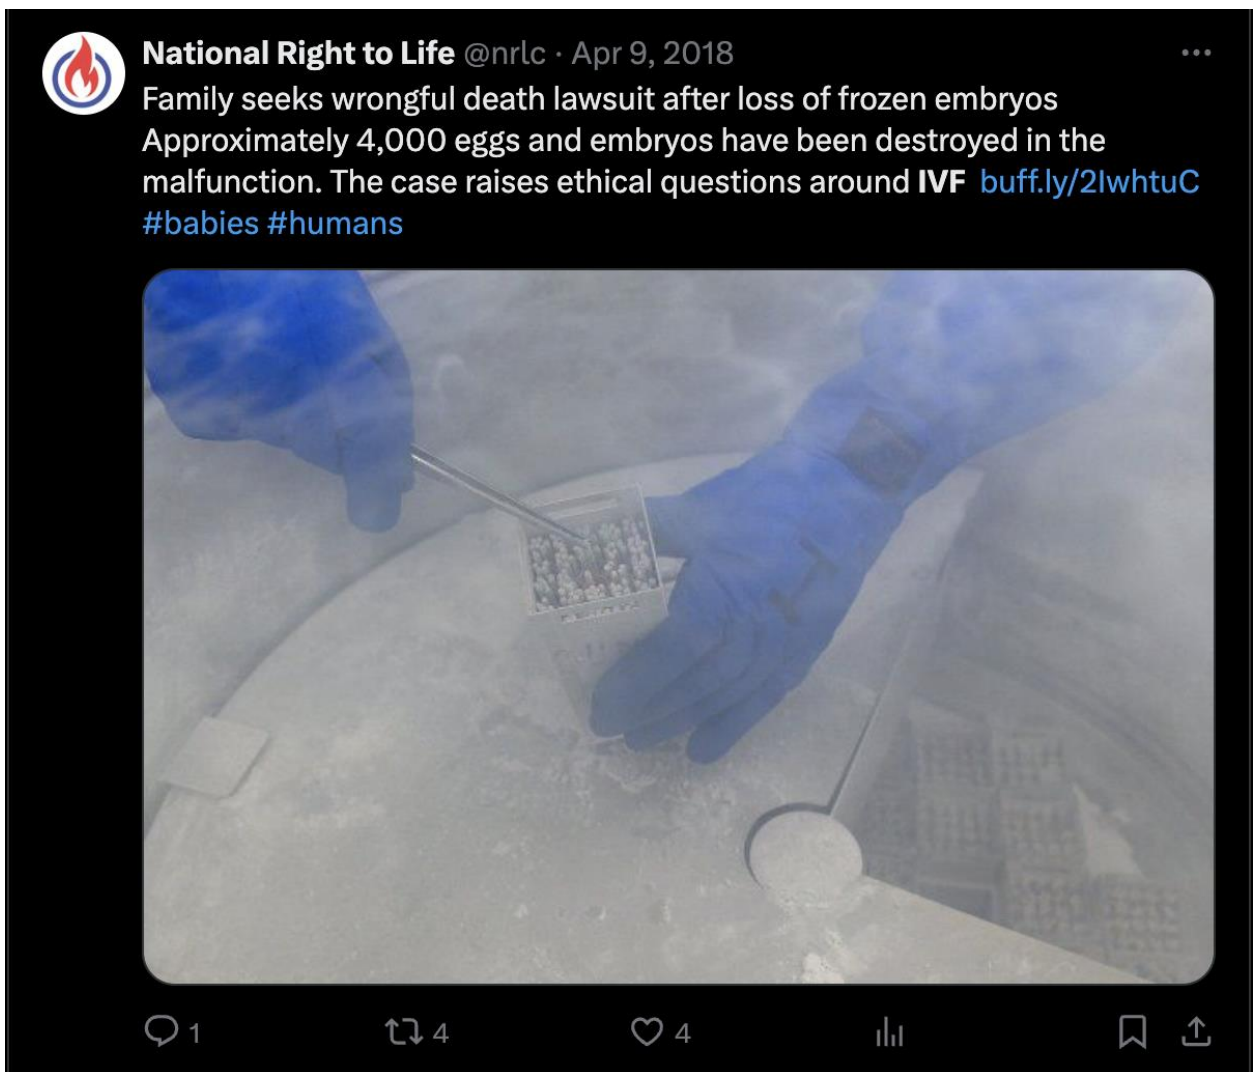 National Right to Life @nrlc · Apr 9, 2018
Family seeks wrongful death lawsuit after loss of frozen embryos
Approximately 4,000 eggs and embryos have been destroyed in the
malfunction. The case raises ethical questions around IVF buff.ly/2IwhtuC
#babies #humans
1 4 4